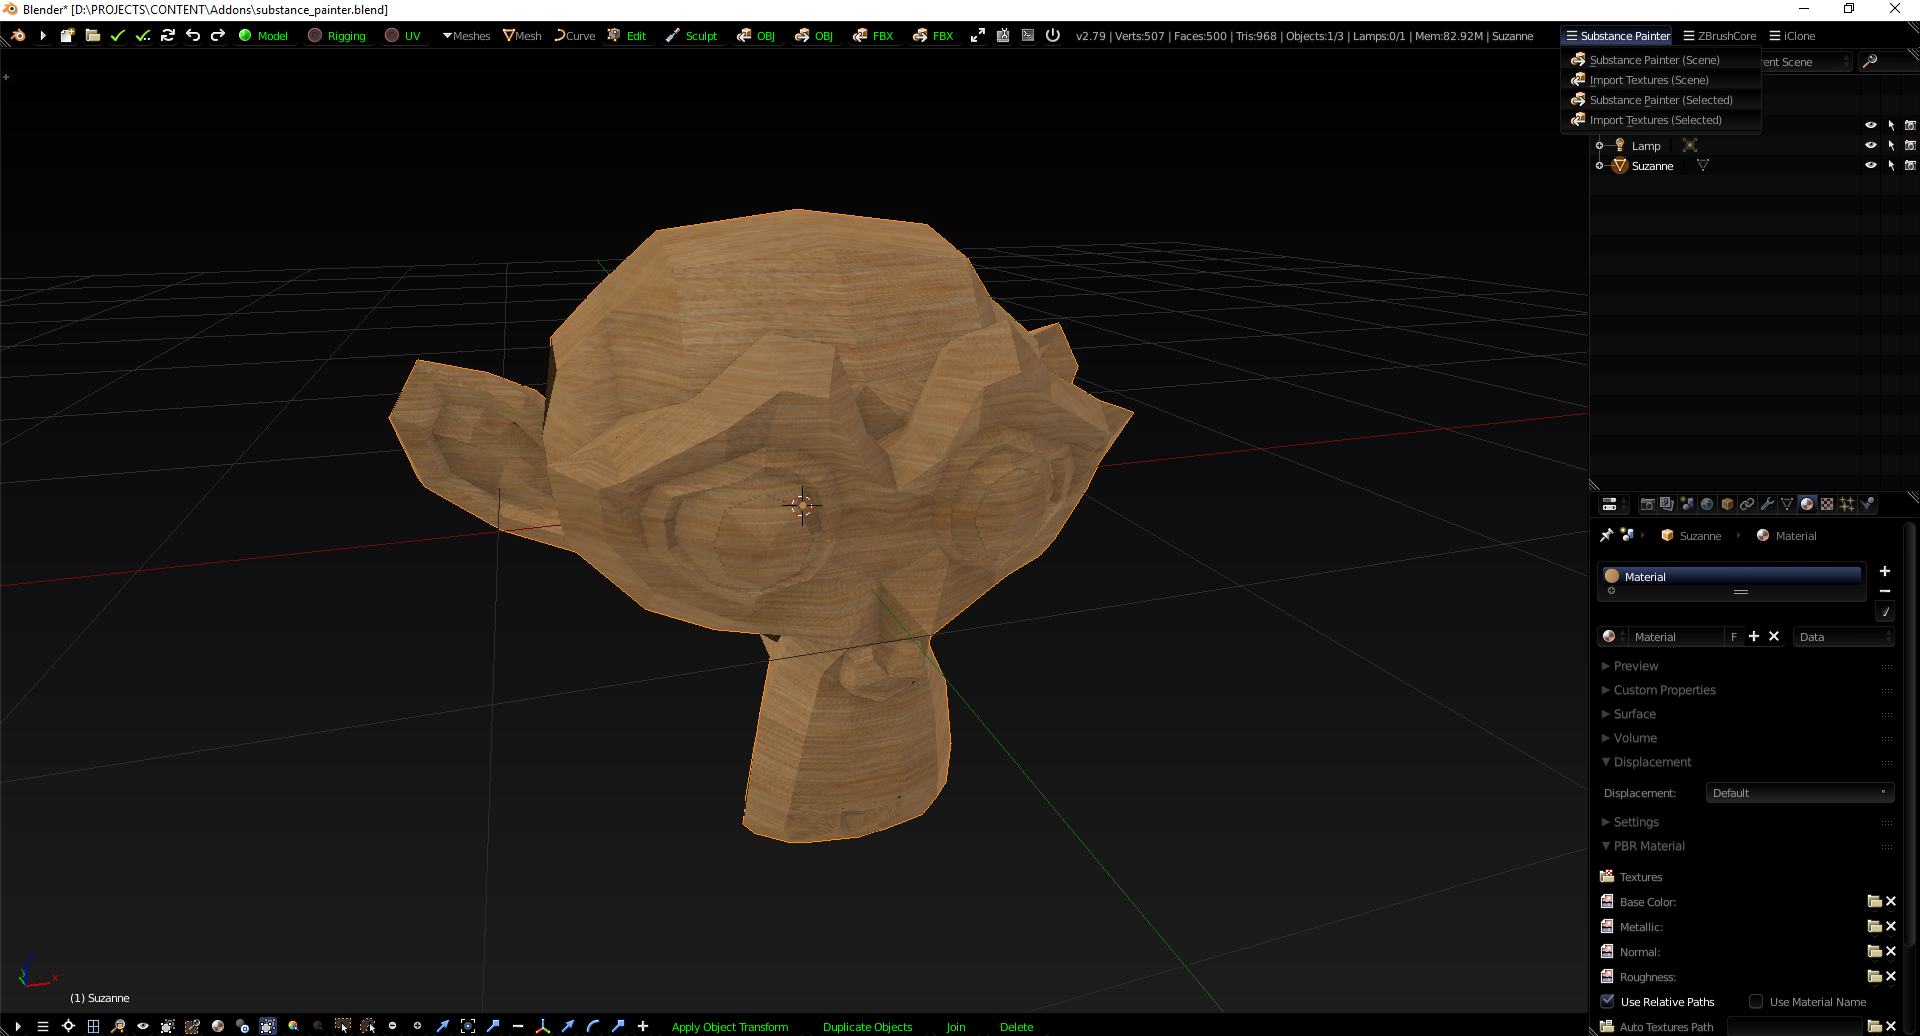 Blender* [D:\PROJECTS\CONTENT\Addons\substance_painter.blend]
Model Rigging UV Meshes Mesh Curve Edit Sculpt OBJ OBJ FBX FBX v2.79 | Verts:507 | Faces:500 | Tris:968 | Objects:1/3 | Lamps:0/1 | Mem:82.92M | Suzanne Substance Painter ZBrushCore iClone
Substance Painter (Scene)
rent Scene
Import Textures (Scene)
Substance Painter (Selected)
Import Textures (Selected)
Lamp
Suzanne
Suzanne Material
Material
Material F Data
Preview
Custom Properties
Surface
Volume
Displacement
Displacement: Default
Settings
PBR Material
Textures
Base Color:
Metallic:
Normal:
Roughness:
Use Relative Paths Use Material Name
Auto Textures Path
x
(1) Suzanne
Apply Object Transform Duplicate Objects Join Delete